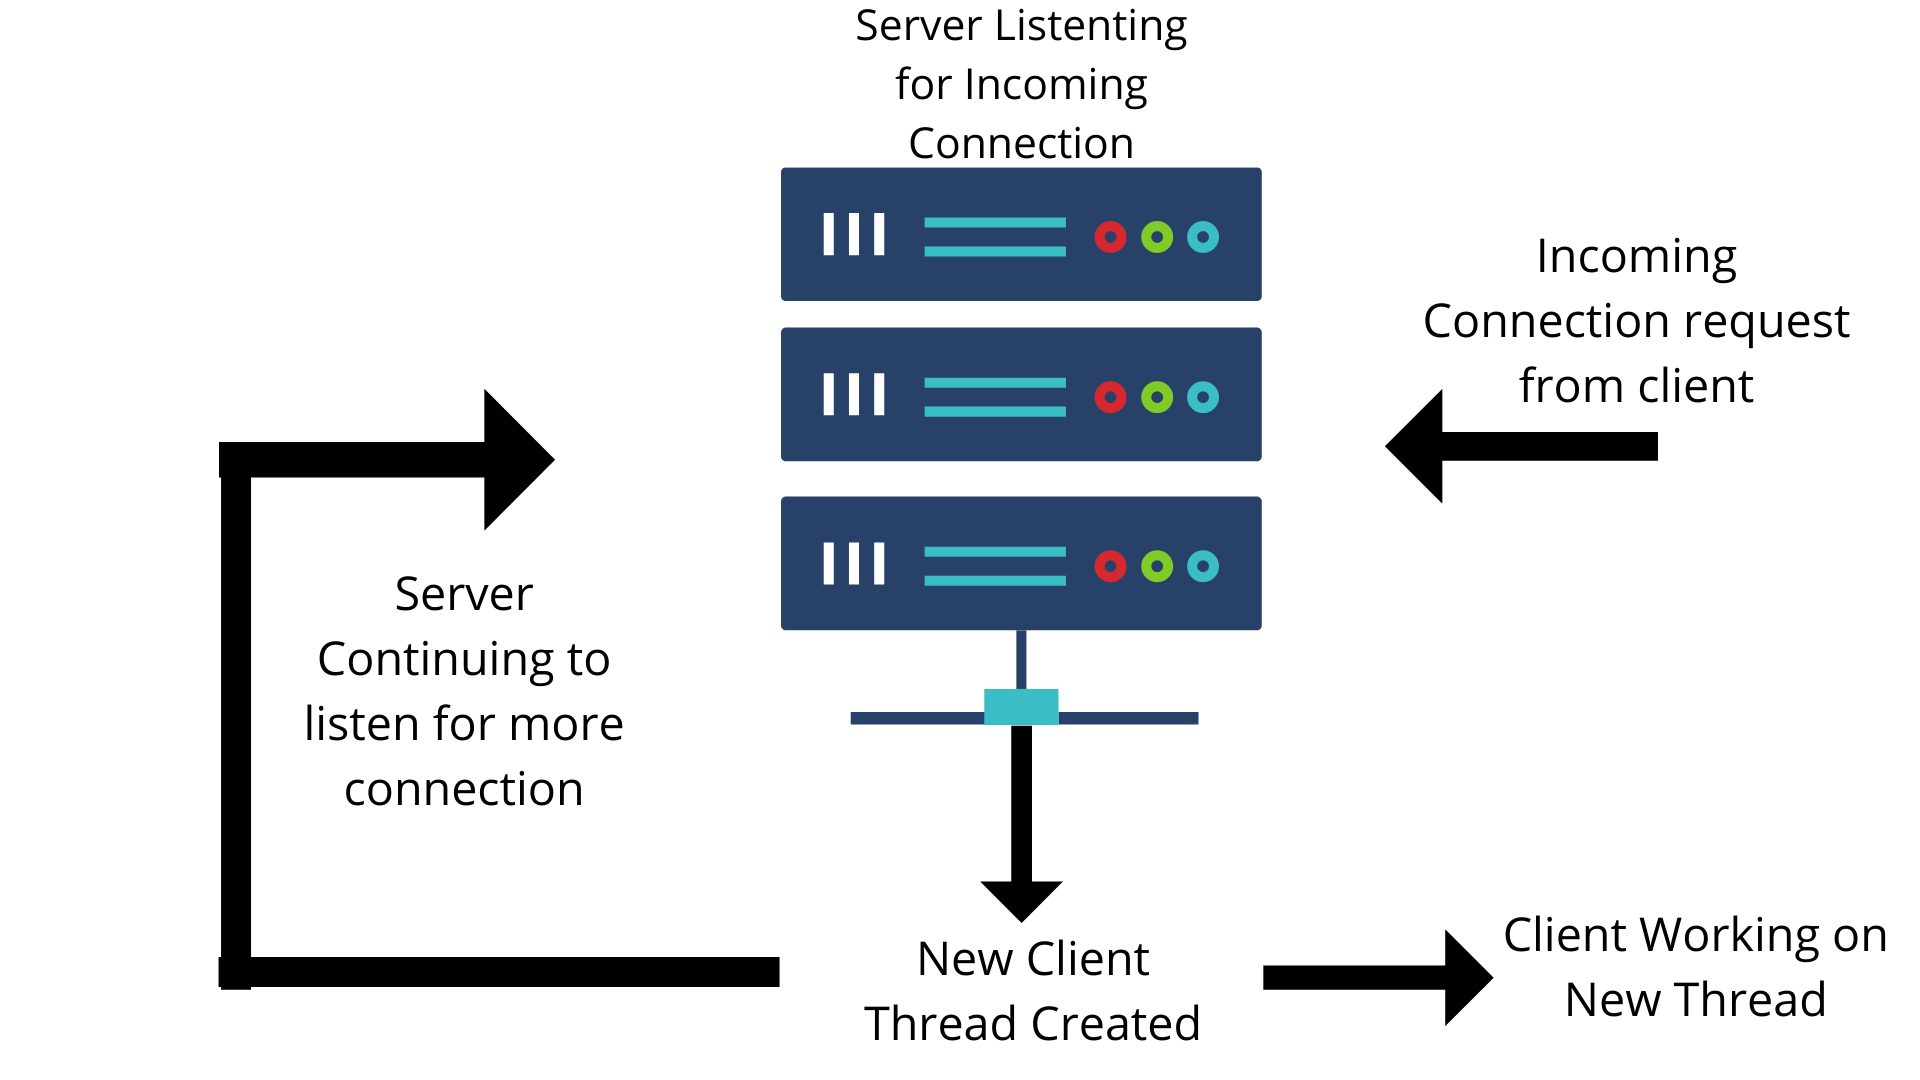 Server Listenting
for Incoming
Connection
Incoming
Connection request
from client
Server
Continuing to
listen for more
connection
New Client
Thread Created
Client Working on
New Thread